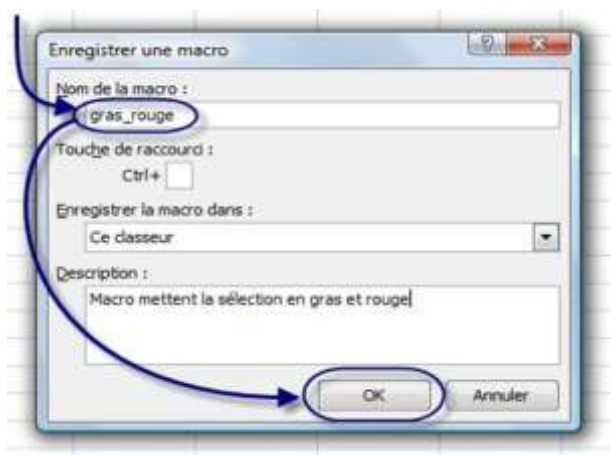 Enregistrer une macro
Nom de la macro :
gras_rouge
Touche de raccourci :
Ctrl+
Enregistrer la macro dans :
Ce classeur
Description :
Macro mettent la sélection en gras et rouge
OK Annuler